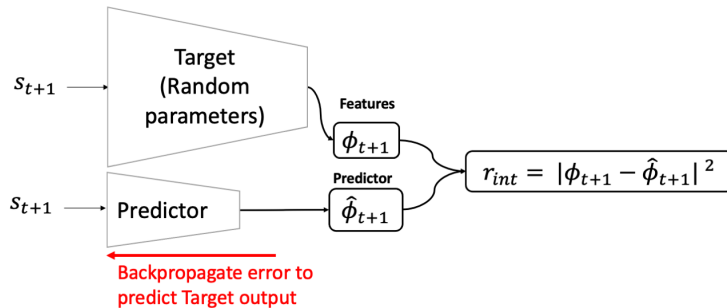 Target
(Random
parameters)
s_{t+1}
Features
ϕ_{t+1}
r_{int} = |ϕ_{t+1} − ϕ̂_{t+1}|²
Predictor
s_{t+1}
Predictor
ϕ̂_{t+1}
Backpropagate error to
predict Target output